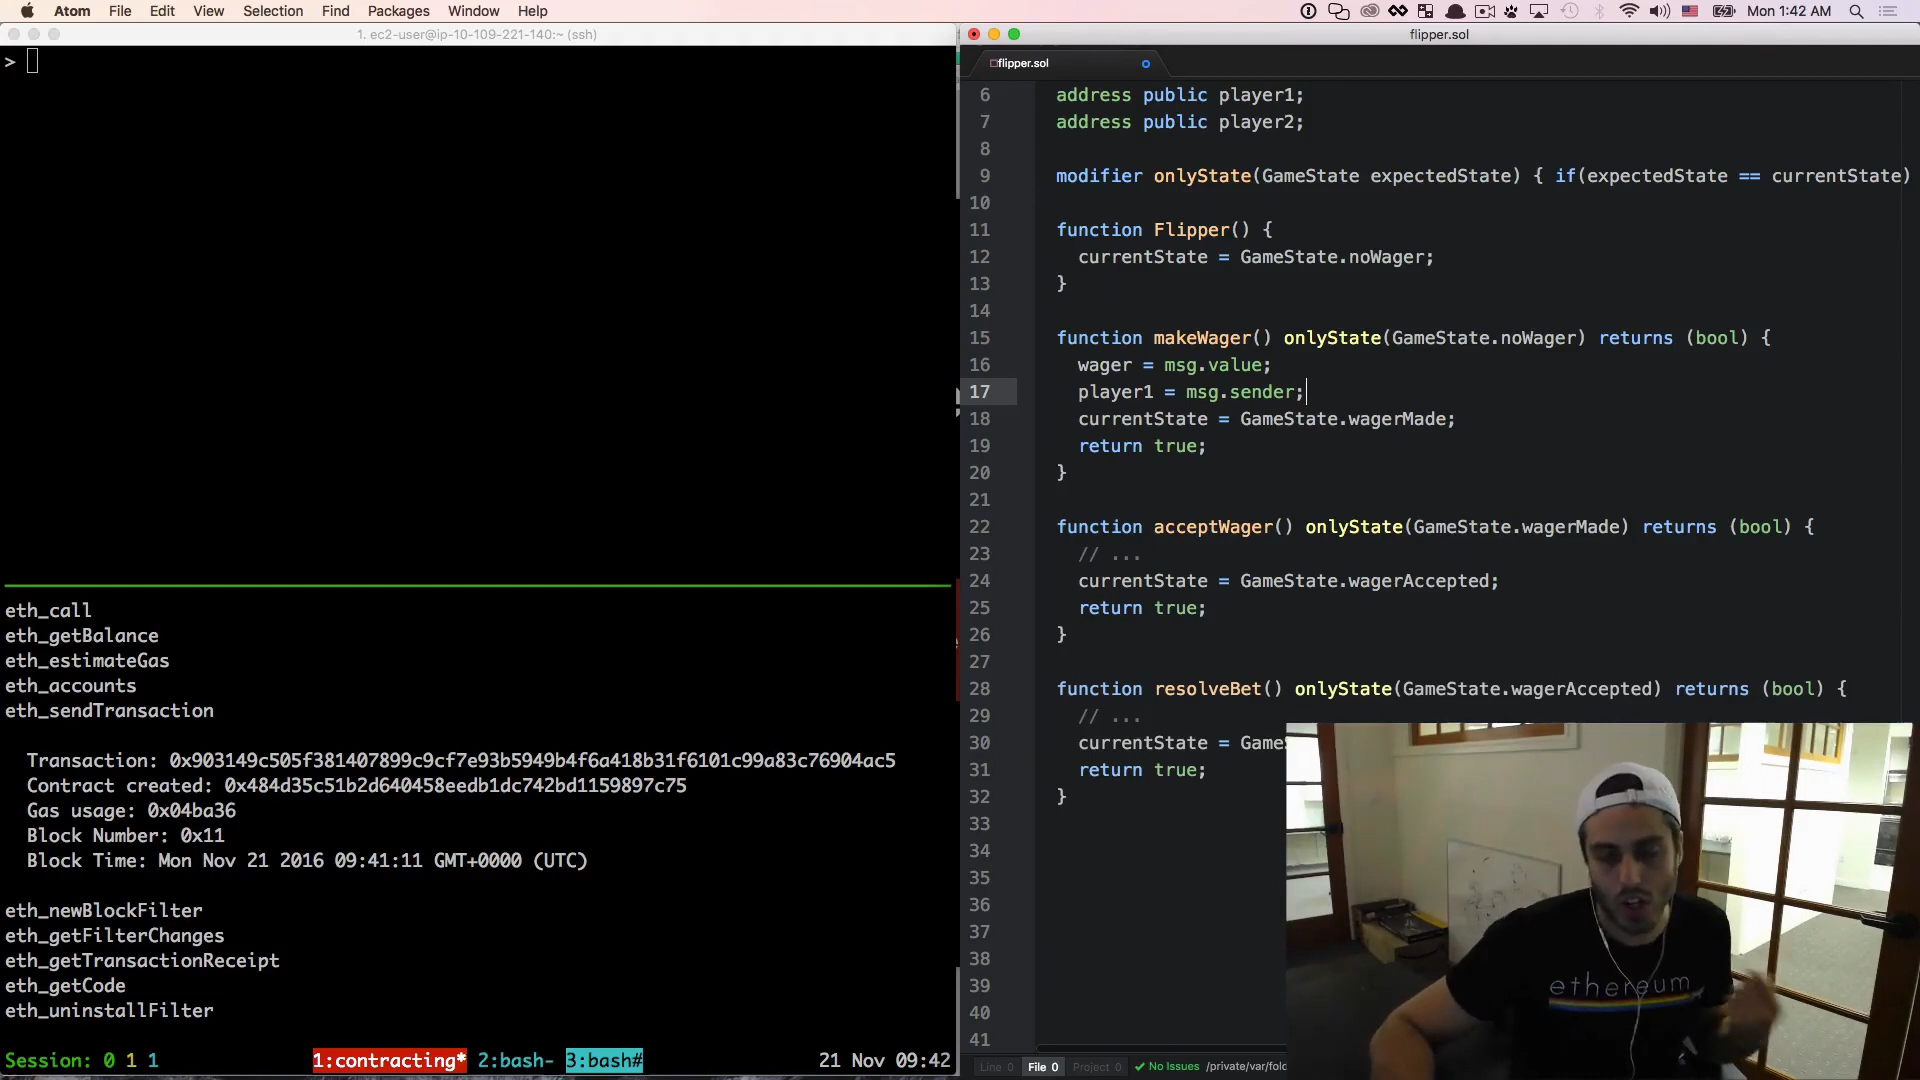 Atom File Edit View Selection Find Packages Window Help Mon 1:42 AM
1. ec2-user@ip-10-109-221-140:~ (ssh)
>
eth_call
eth_getBalance
eth_estimateGas
eth_accounts
eth_sendTransaction
Transaction: 0x903149c505f381407899c9cf7e93b5949b4f6a418b31f6101c99a83c76904ac5
Contract created: 0x484d35c51b2d640458eedb1dc742bd1159897c75
Gas usage: 0x04ba36
Block Number: 0x11
Block Time: Mon Nov 21 2016 09:41:11 GMT+0000 (UTC)
eth_newBlockFilter
eth_getFilterChanges
eth_getTransactionReceipt
eth_getCode
eth_uninstallFilter
Session: 0 1 1 1:contracting* 2:bash- 3:bash# 21 Nov 09:42
flipper.sol
flipper.sol
6 address public player1;
7 address public player2;
8
9 modifier onlyState(GameState expectedState) { if(expectedState == currentState)
10
11 function Flipper() {
12 currentState = GameState.noWager;
13 }
14
15 function makeWager() onlyState(GameState.noWager) returns (bool) {
16 wager = msg.value;
17 player1 = msg.sender;
18 currentState = GameState.wagerMade;
19 return true;
20 }
21
22 function acceptWager() onlyState(GameState.wagerMade) returns (bool) {
23 // ...
24 currentState = GameState.wagerAccepted;
25 return true;
26 }
27
28 function resolveBet() onlyState(GameState.wagerAccepted) returns (bool) {
29 // ...
30 currentState = Game
31 return true;
32 }
33
34
35
36
37
38
39
40
41
Line 0 File 0 Project 0 No Issues /private/var/fold
ethereum